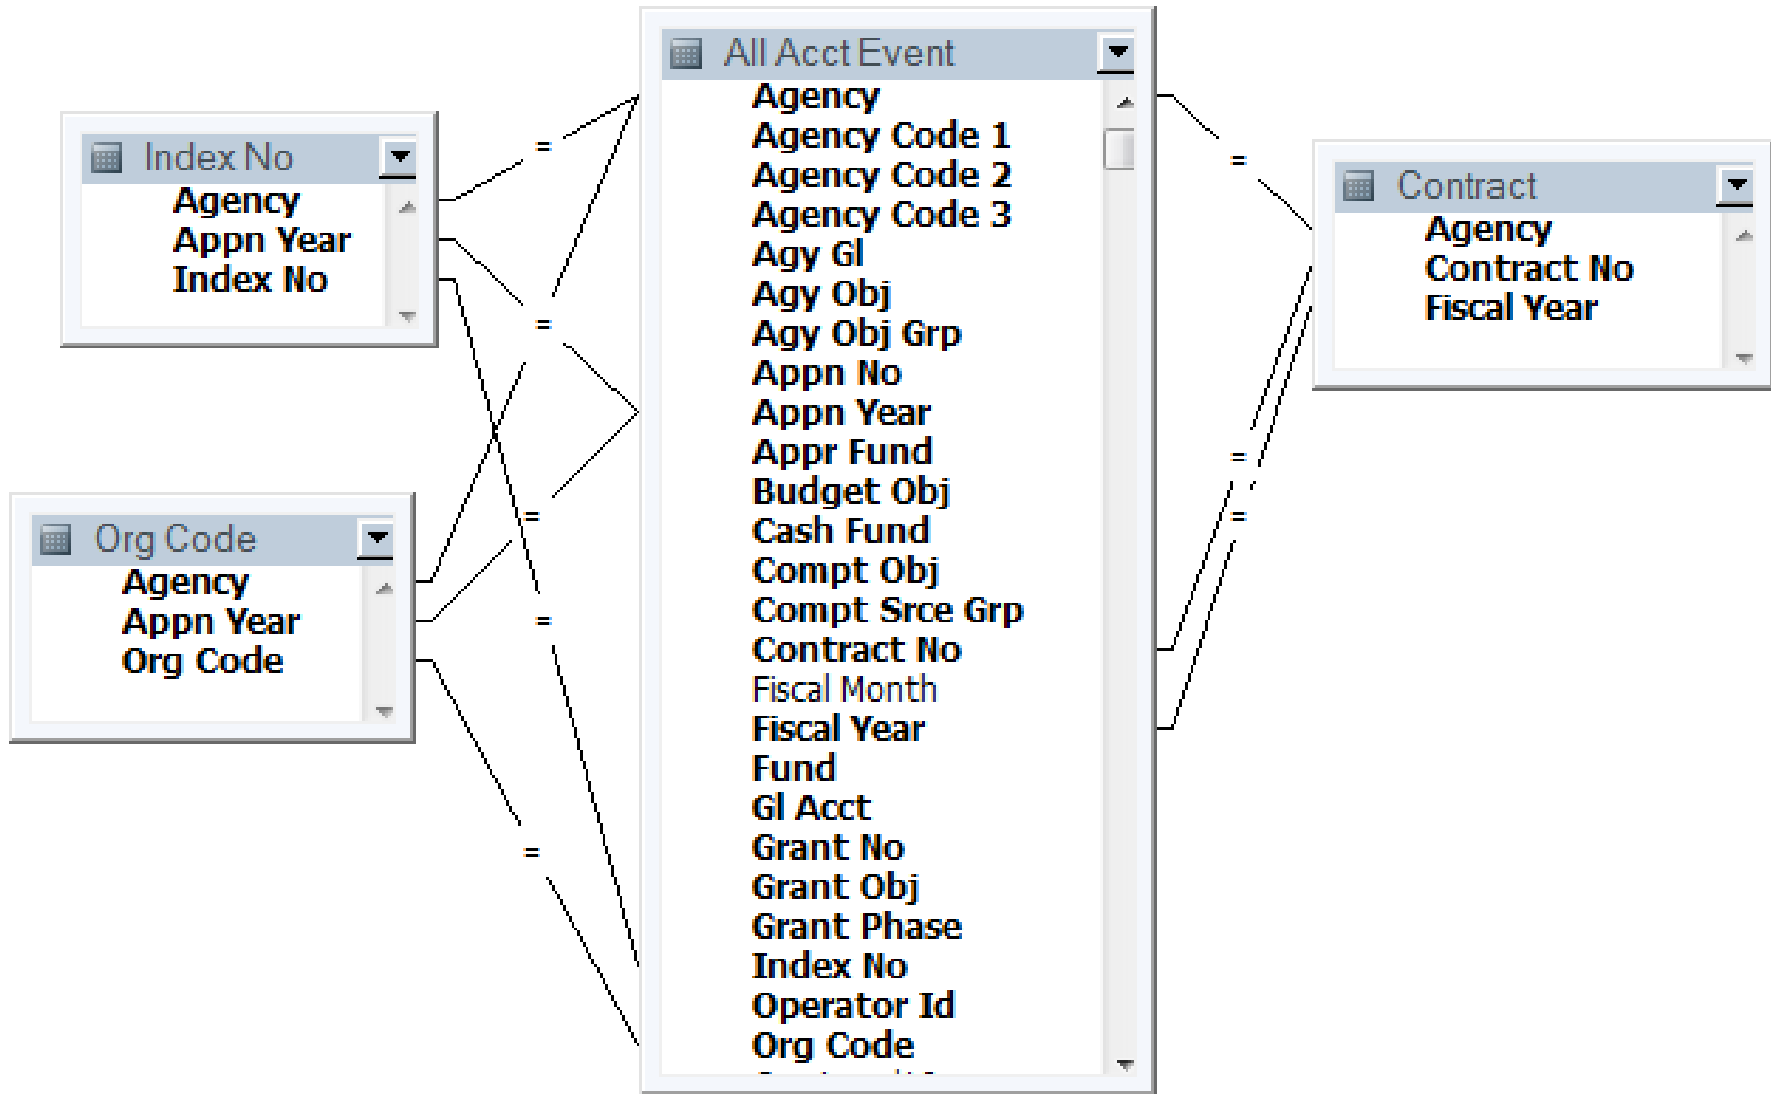 Index No
Agency
Appn Year
Index No
Org Code
Agency
Appn Year
Org Code
All Acct Event
Agency
Agency Code 1
Agency Code 2
Agency Code 3
Agy Gl
Agy Obj
Agy Obj Grp
Appn No
Appn Year
Appr Fund
Budget Obj
Cash Fund
Compt Obj
Compt Srce Grp
Contract No
Fiscal Month
Fiscal Year
Fund
Gl Acct
Grant No
Grant Obj
Grant Phase
Index No
Operator Id
Org Code
Contract
Agency
Contract No
Fiscal Year
=
=
=
=
=
=
=
=